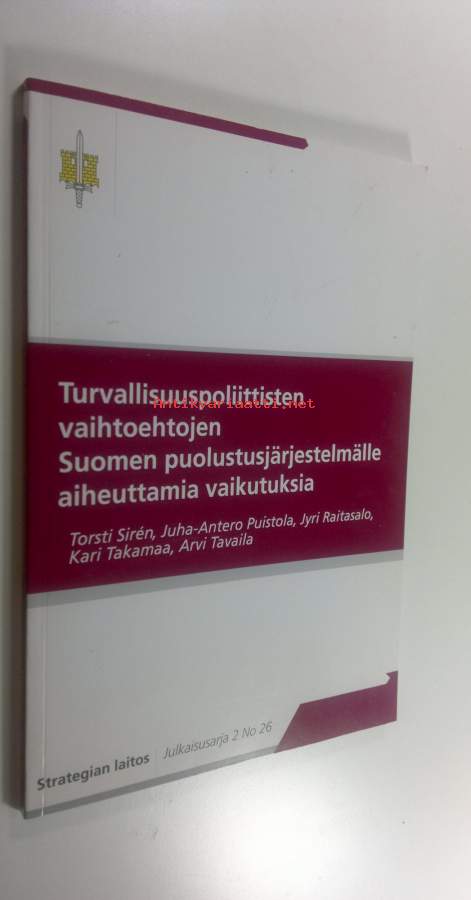 Turvallisuuspoliittisten
Antikvariaatti.net
vaihtoehtojen
Suomen puolustusjärjestelmälle
aiheuttamia vaikutuksia
Torsti Sirén, Juha-Antero Puistola, Jyri Raitasalo,
Kari Takamaa, Arvi Tavaila
Strategian laitos | Julkaisusarja 2 No 26